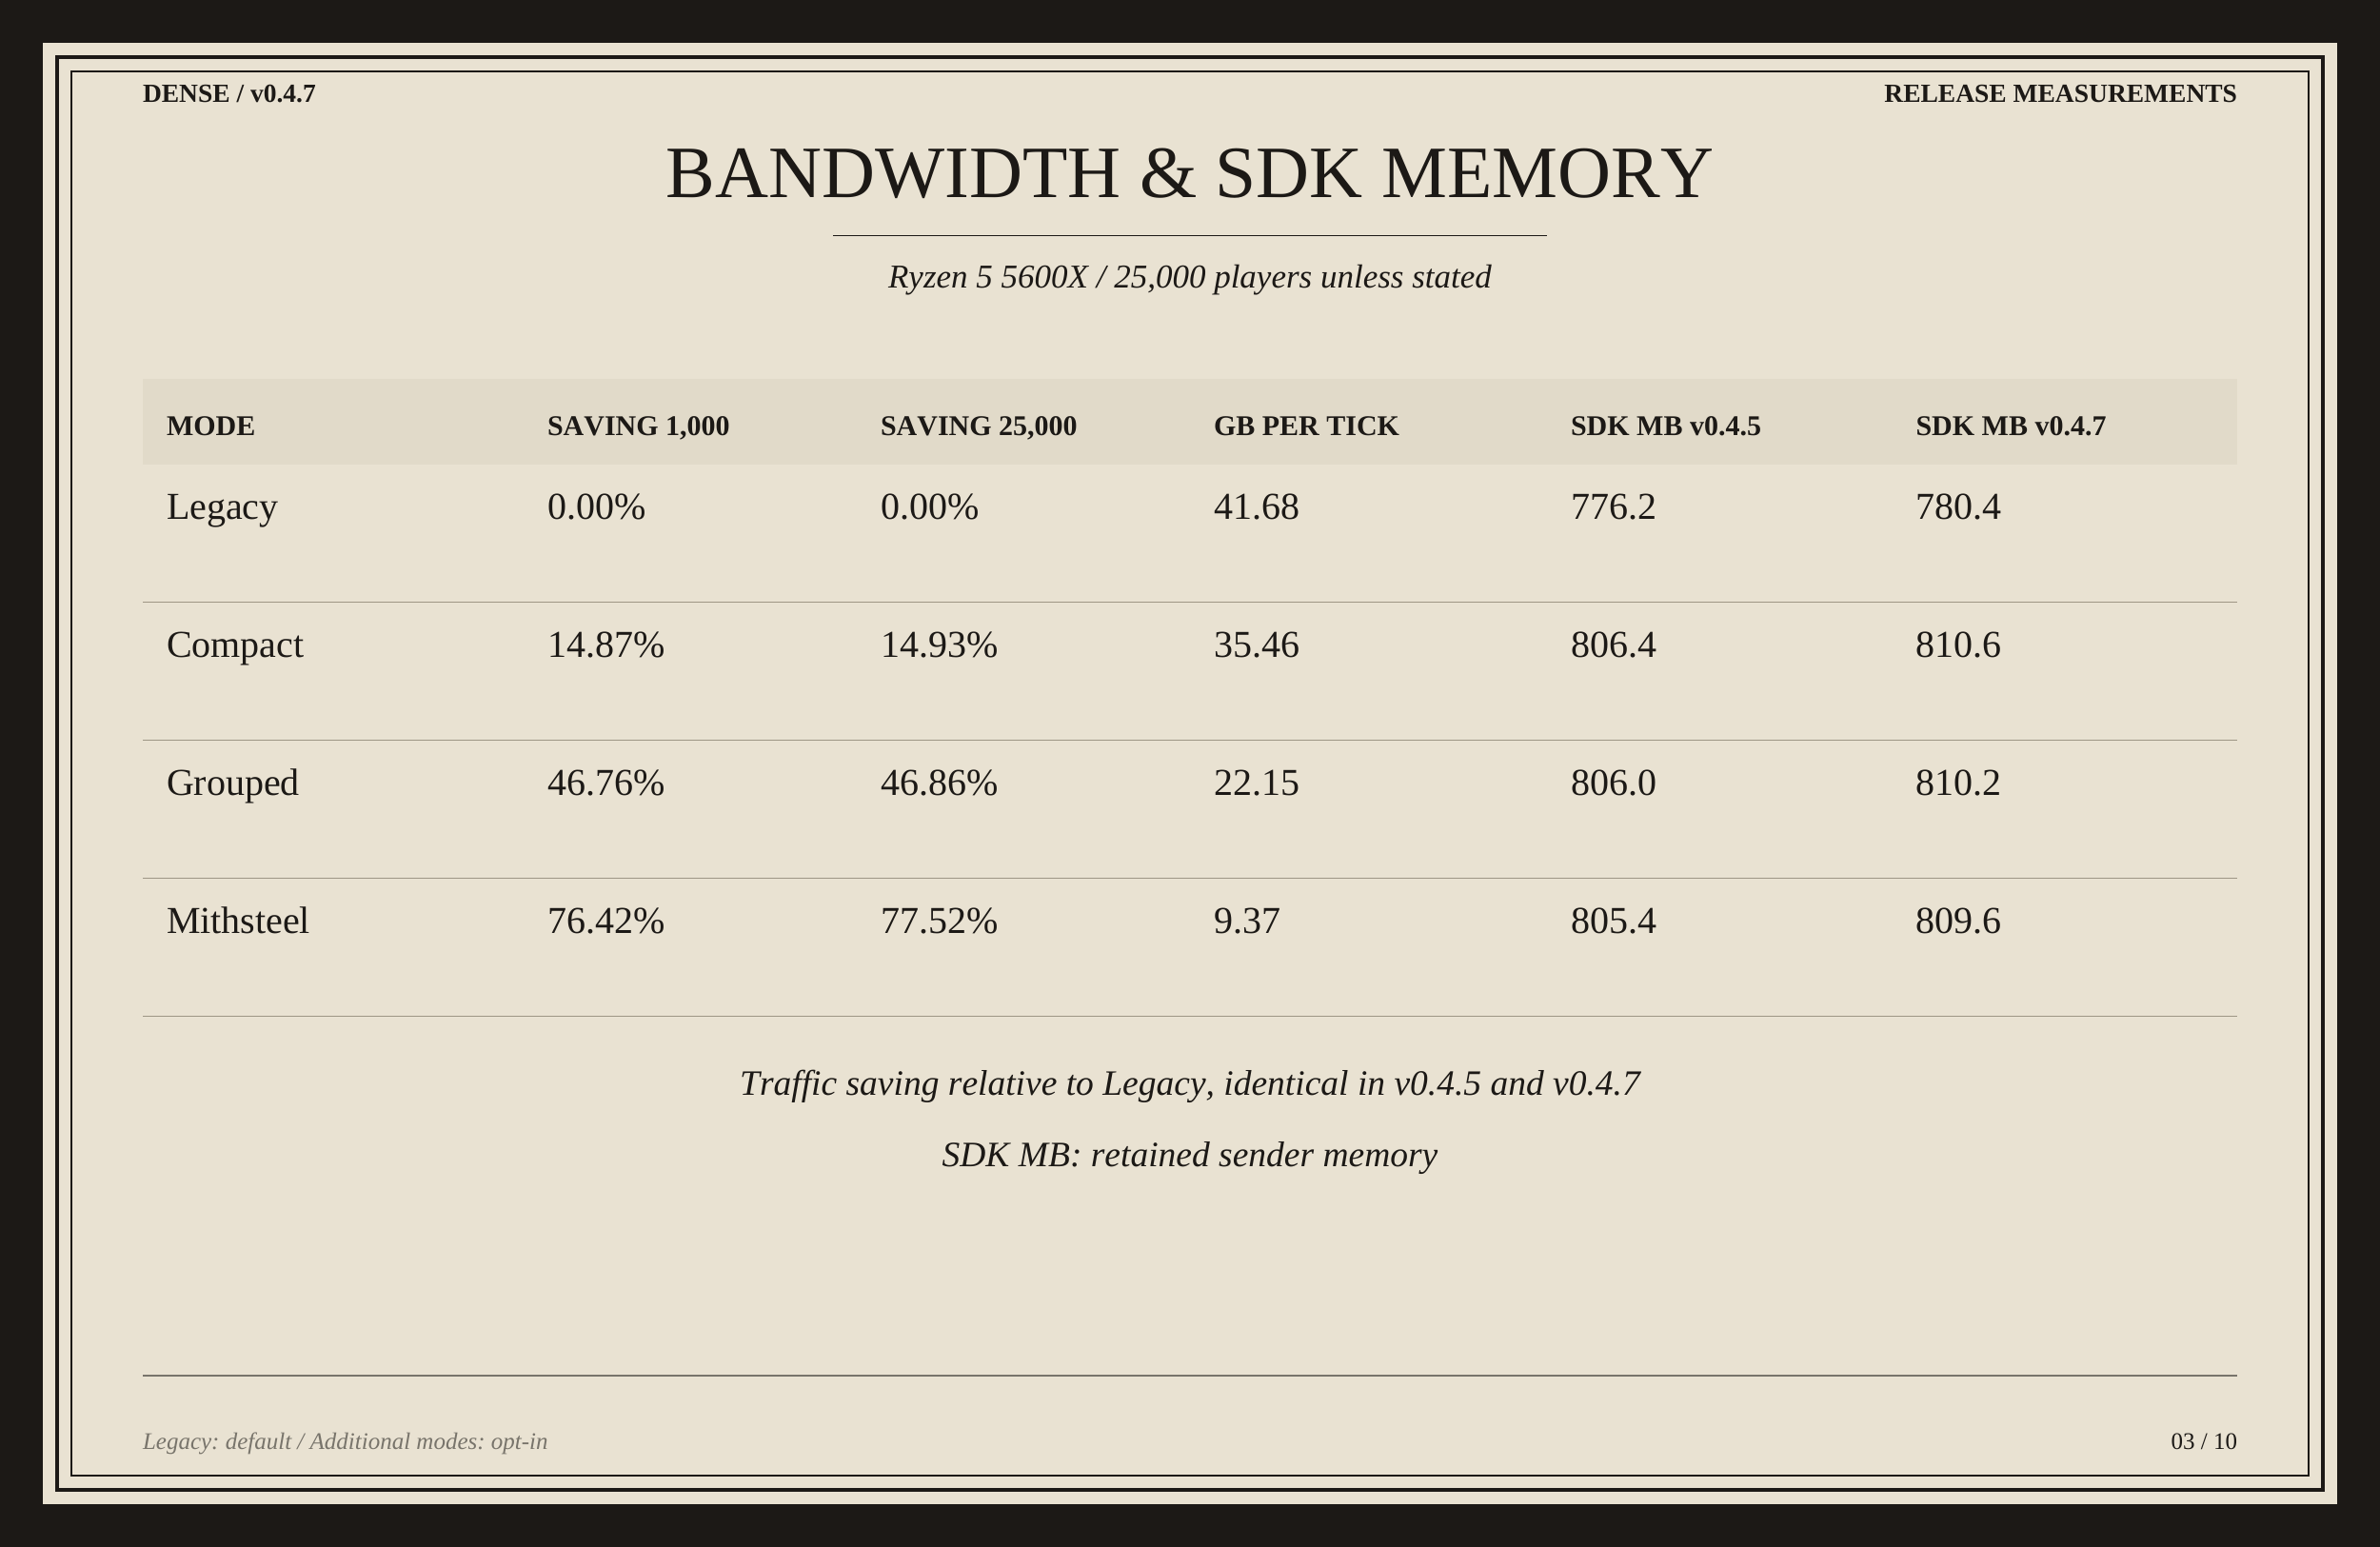 DENSE / v0.4.7 RELEASE MEASUREMENTS
BANDWIDTH & SDK MEMORY
Ryzen 5 5600X / 25,000 players unless stated
MODE SAVING 1,000 SAVING 25,000 GB PER TICK SDK MB v0.4.5 SDK MB v0.4.7
Legacy 0.00% 0.00% 41.68 776.2 780.4
Compact 14.87% 14.93% 35.46 806.4 810.6
Grouped 46.76% 46.86% 22.15 806.0 810.2
Mithsteel 76.42% 77.52% 9.37 805.4 809.6
Traffic saving relative to Legacy, identical in v0.4.5 and v0.4.7
SDK MB: retained sender memory
Legacy: default / Additional modes: opt-in 03 / 10